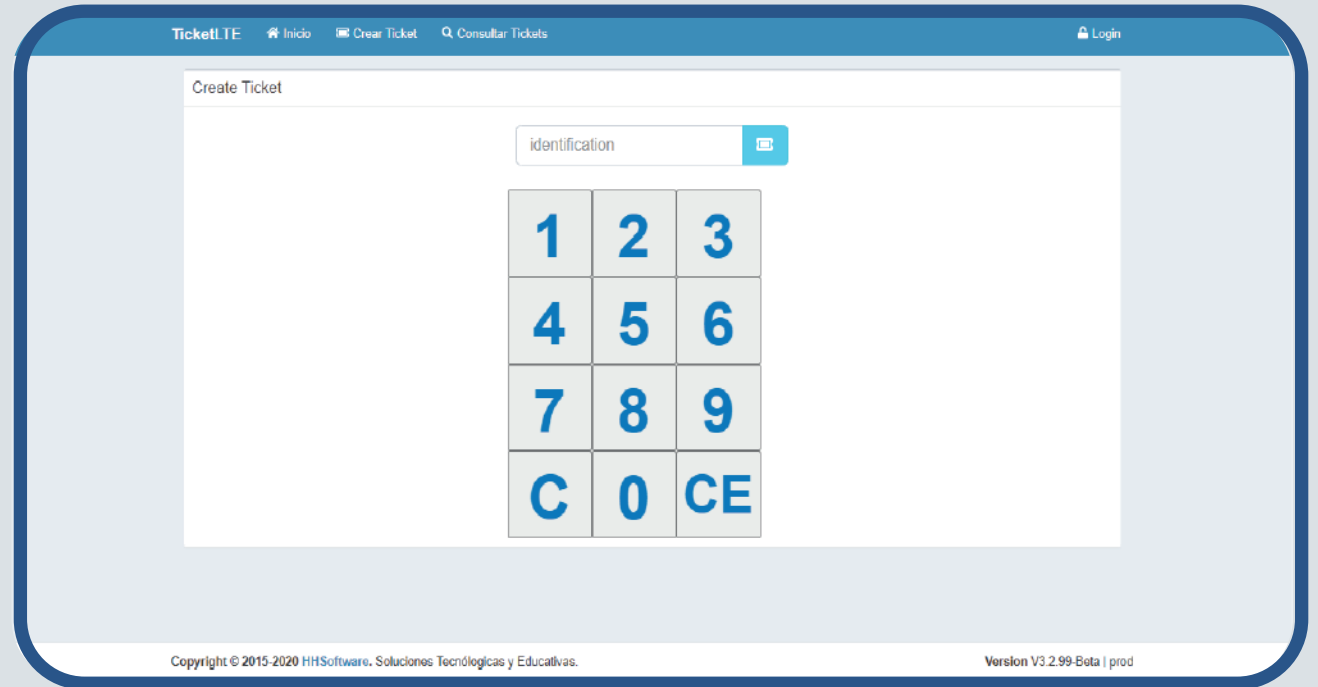 TicketLTE Inicio Crear Ticket Consultar Tickets Login
Create Ticket
identification
1 2 3
4 5 6
7 8 9
C 0 CE
Copyright © 2015-2020 HHSoftware. Soluciones Tecnólogicas y Educativas. Version V3.2.99-Beta | prod